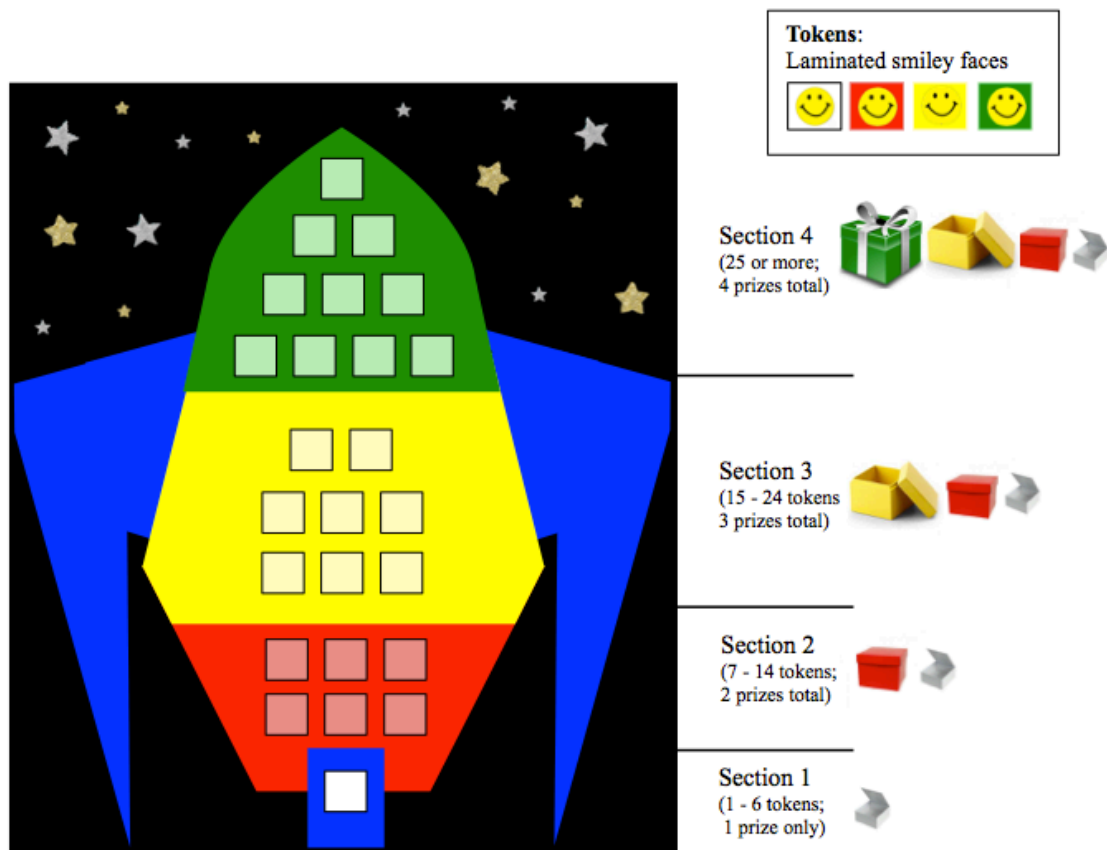 Tokens:
Laminated smiley faces
Section 4
(25 or more;
4 prizes total)
Section 3
(15 - 24 tokens
3 prizes total)
Section 2
(7 - 14 tokens;
2 prizes total)
Section 1
(1 - 6 tokens;
1 prize only)